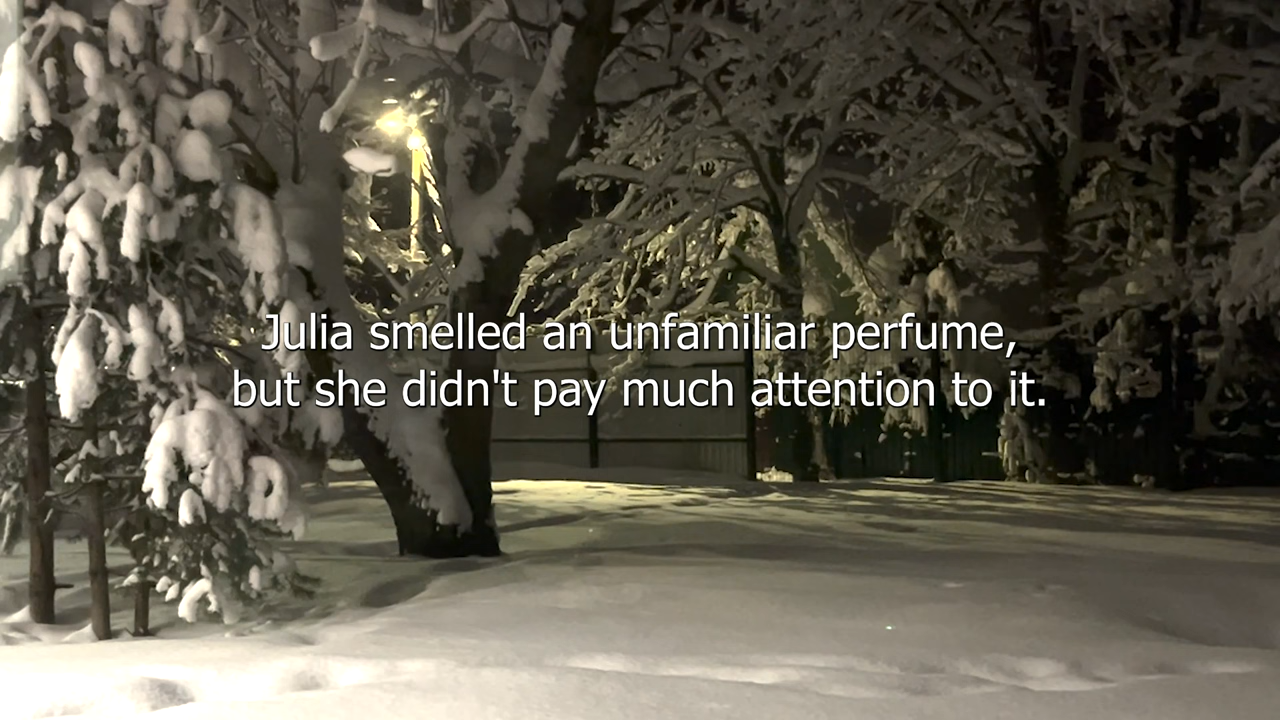 Julia smelled an unfamiliar perfume,
but she didn't pay much attention to it.